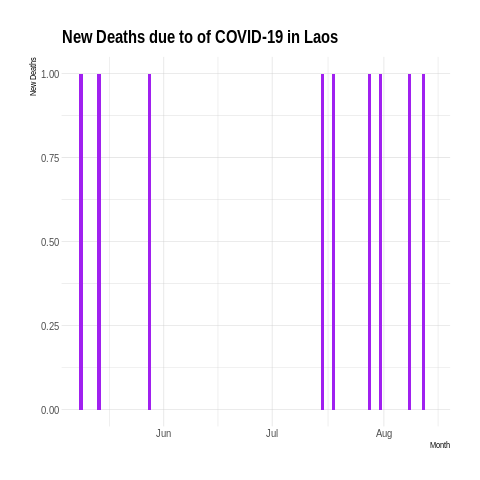 New Deaths due to of COVID-19 in Laos
New Deaths
1.00
0.75
0.50
0.25
0.00
Jun Jul Aug
Month